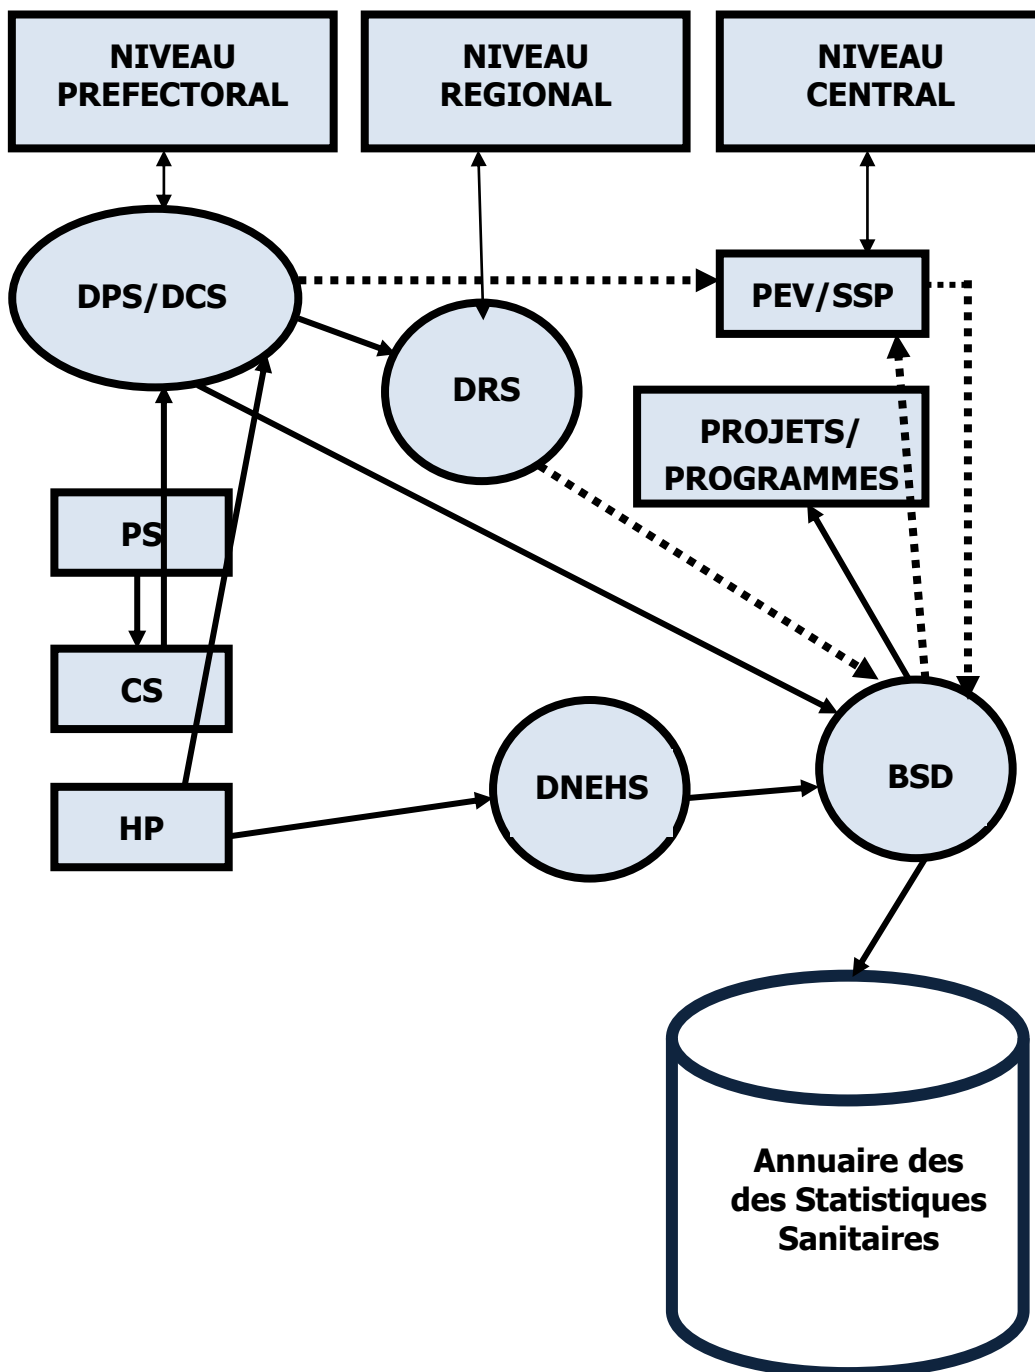 NIVEAU
PREFECTORAL
NIVEAU
REGIONAL
NIVEAU
CENTRAL
DPS/DCS
PEV/SSP
DRS
PROJETS/
PROGRAMMES
PS
CS
HP
DNEHS
BSD
Annuaire des
des Statistiques
Sanitaires